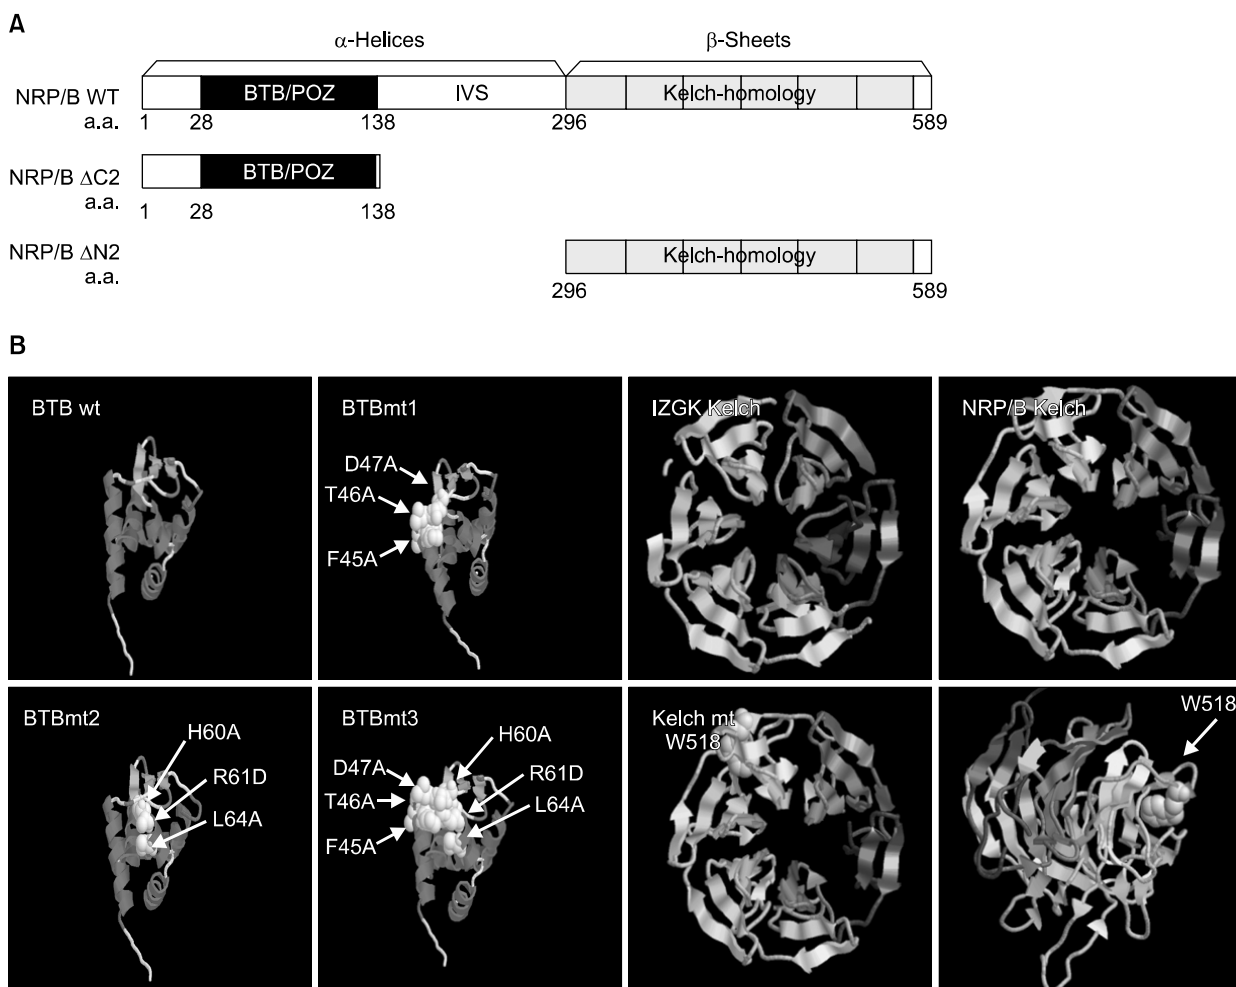 A
α-Helices β-Sheets
NRP/B WT BTB/POZ IVS Kelch-homology
a.a. 1 28 138 296 589
NRP/B ΔC2 BTB/POZ
a.a.
1 28 138
NRP/B ΔN2 Kelch-homology
a.a.
296 589
B
BTB wt
BTBmt1
D47A
T46A
F45A
IZGK Kelch
NRP/B Kelch
BTBmt2
H60A
R61D
L64A
BTBmt3
H60A
D47A
R61D
T46A
L64A
F45A
Kelch mt
W518
W518